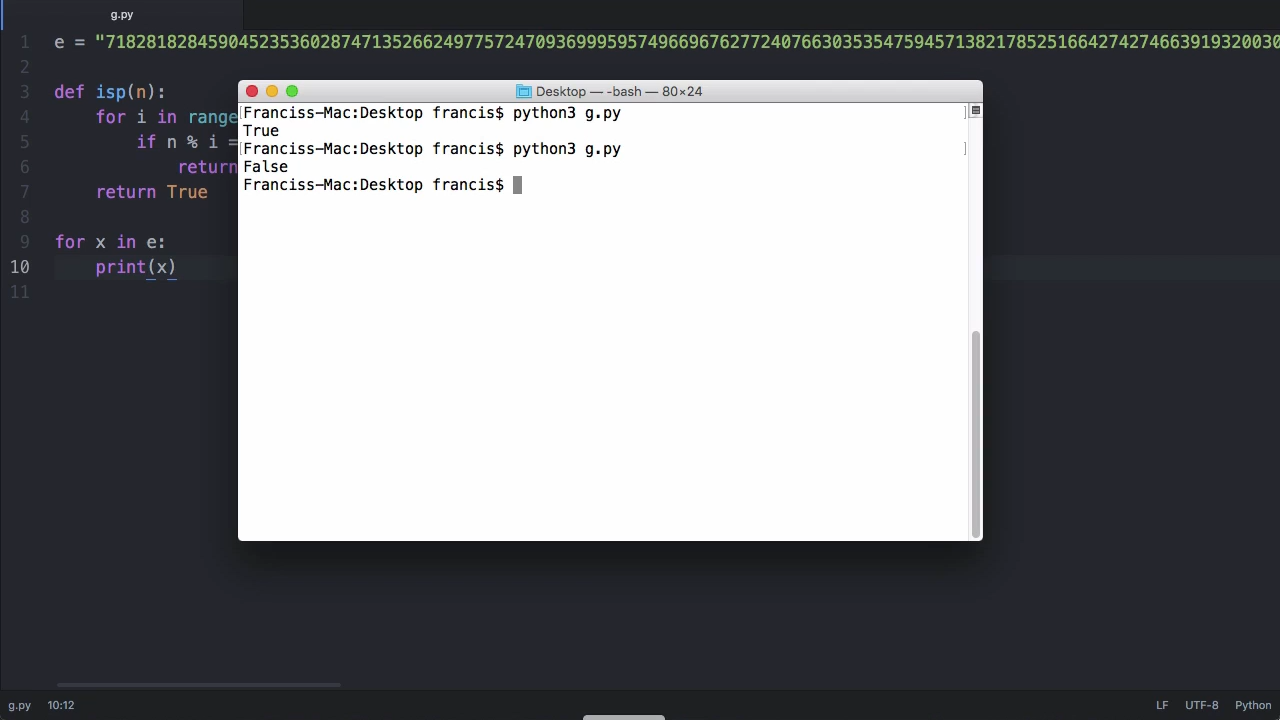 g.py
1 e = "7182818284590452353602874713526624977572470936999595749669676277240766303535475945713821785251664274274663919320030
2
3 def isp(n):
4 for i in range
5 if n % i =
6 return
7 return True
8
9 for x in e:
10 print(x)
11
Desktop — -bash — 80×24
[Franciss-Mac:Desktop francis$ python3 g.py ]
True
[Franciss-Mac:Desktop francis$ python3 g.py ]
False
Franciss-Mac:Desktop francis$
g.py 10:12 LF UTF-8 Python